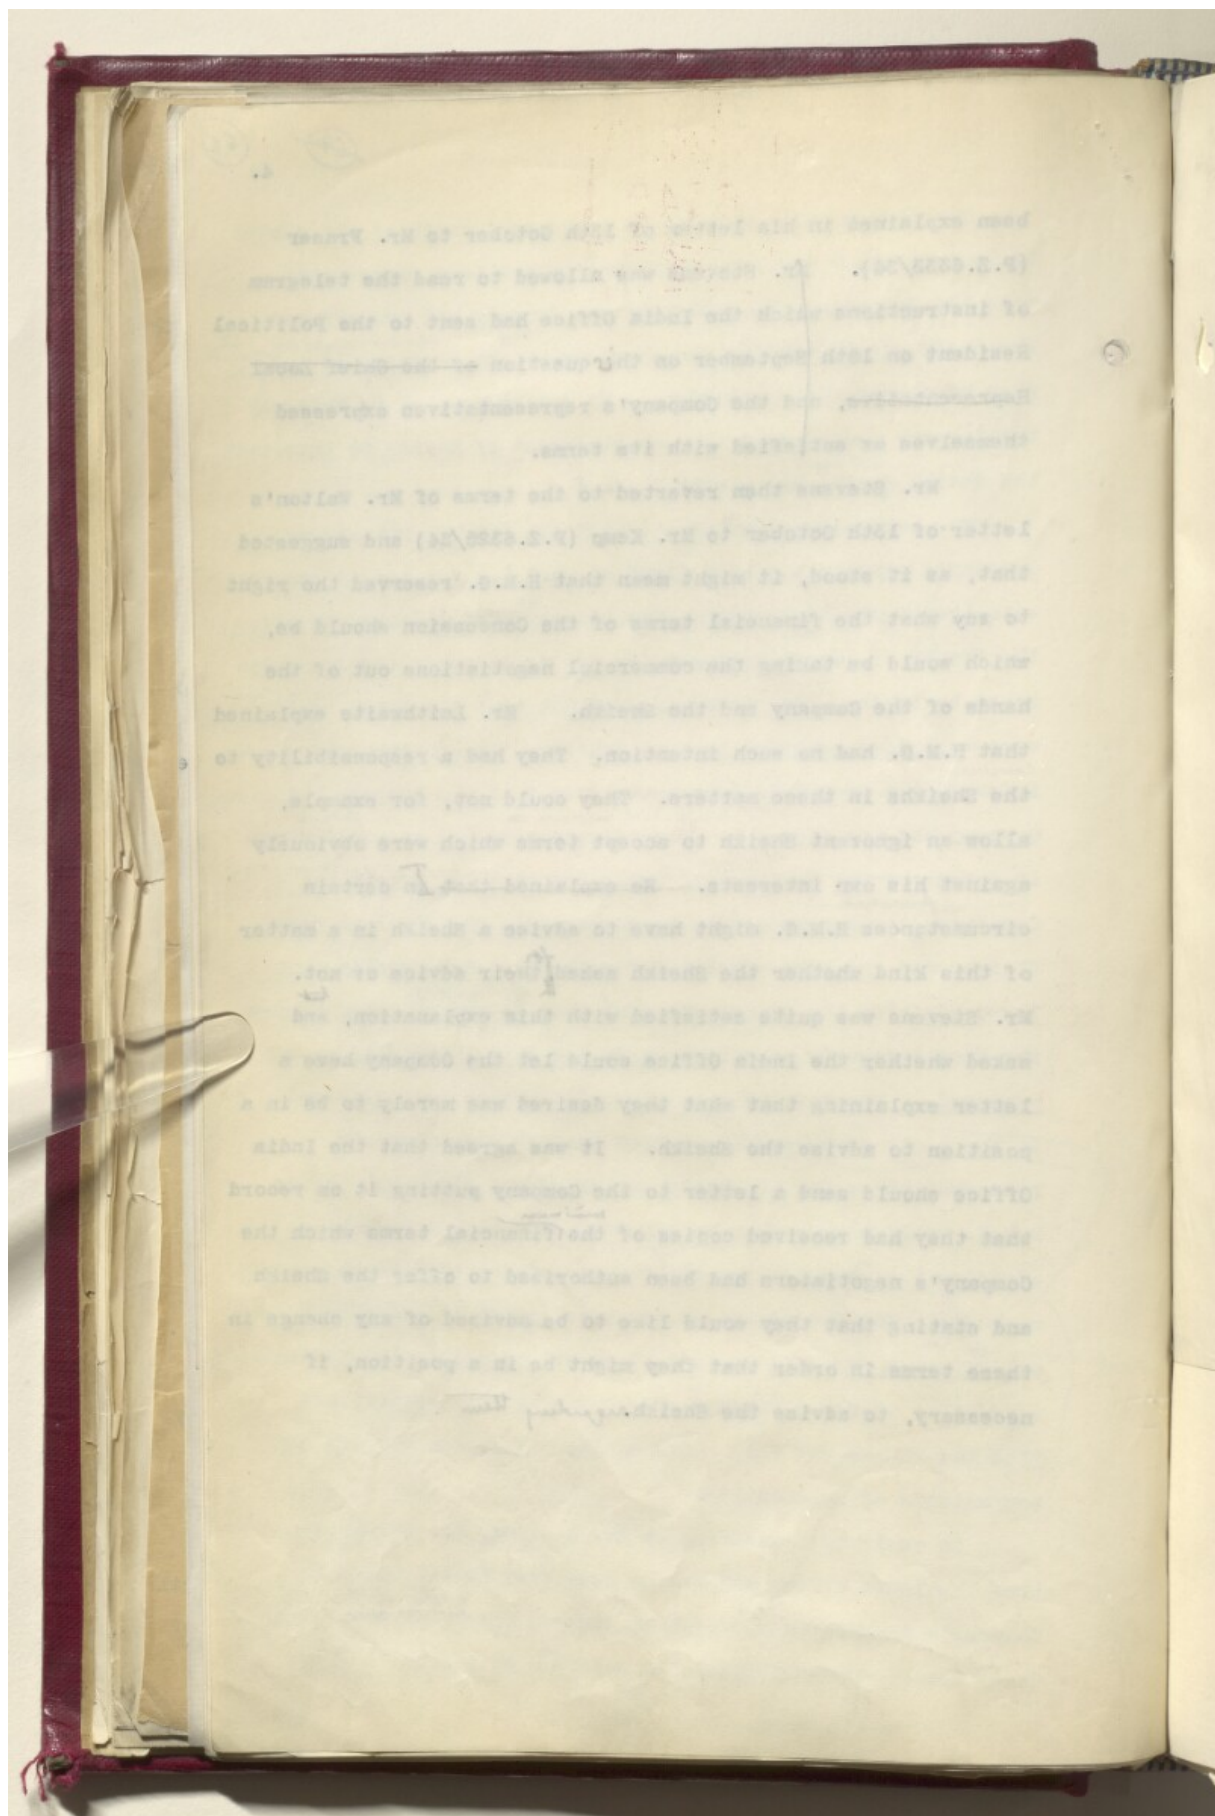 4.
been explained in his letter of 18th October to Mr. Fraser
Mr. Stevens was allowed to read the telegram
of instructions which the India Office had sent to the Political
Resident on 18th September on the question of the Chief Local
Representative, and the Company's representatives expressed
themselves as satisfied with its terms.
Mr. Stevens then reverted to the terms of Mr. Walton's
letter of 16th October to Mr. Kemp and suggested
that, as it stood, it might mean that H.M.G. reserved the right
to say what the financial terms of the Concession should be,
which would be taking the commercial negotiations out of the
hands of the Company and the Sheikh. Mr. Laithwaite explained
that H.M.G. had no such intention. They had a responsibility to
the Sheikhs in these matters. They could not, for example,
allow an ignorant Sheikh to accept terms which were obviously
against his own interests. He explained that In certain
circumstances H.M.G. might have to advise a Sheikh in a matter
of this kind whether the Sheikh asked their advice or not.
Mr. Stevens was quite satisfied with this explanation, and
asked whether the India Office would let the Company have a
letter explaining that what they desired was merely to be in a
position to advise the Sheikh. It was agreed that the India
Office should send a letter to the Company putting it on record
that they had received copies of the financial terms which the
Company's negotiators had been authorised to offer the Sheikh
and stating that they would like to be advised of any change in
these terms in order that they might be in a position, if
necessary, to advise the Sheikh. regarding them